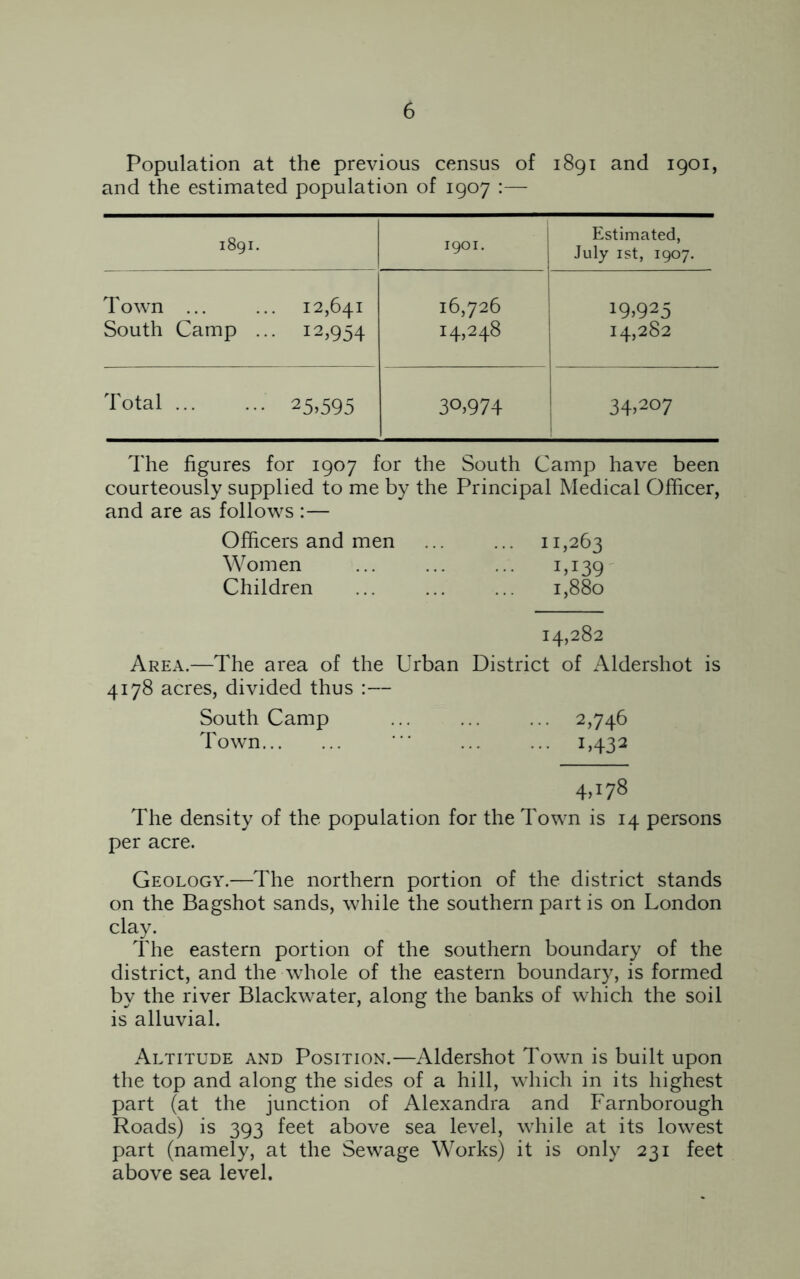 6
Population at the previous census of 1891 and 1901,
and the estimated population of 1907 :—
1891. 1901. Estimated, July 1st, 1907.
Town ... ... 12,641 16,726 19,925
South Camp ... 12,954 14,248 14,282
Total ... ... 25,595 30,974 34,207
The figures for 1907 for the South Camp have been
courteously supplied to me by the Principal Medical Officer,
and are as follows :—
Officers and men ... ... 11,263
Women ... ... ... 1,139
Children ... ... ... 1,880
14,282
Area.—The area of the Urban District of Aldershot is
4178 acres, divided thus :—
South Camp ... ... ... 2,746
Town... ... ... ... ... 1,432
4,178
The density of the population for the Town is 14 persons
per acre.
Geology.—The northern portion of the district stands
on the Bagshot sands, while the southern part is on London
clay.
The eastern portion of the southern boundary of the
district, and the whole of the eastern boundary, is formed
by the river Blackwater, along the banks of which the soil
is alluvial.
Altitude and Position.—Aldershot Town is built upon
the top and along the sides of a hill, which in its highest
part (at the junction of Alexandra and Farnborough
Roads) is 393 feet above sea level, while at its lowest
part (namely, at the Sewage Works) it is only 231 feet
above sea level.